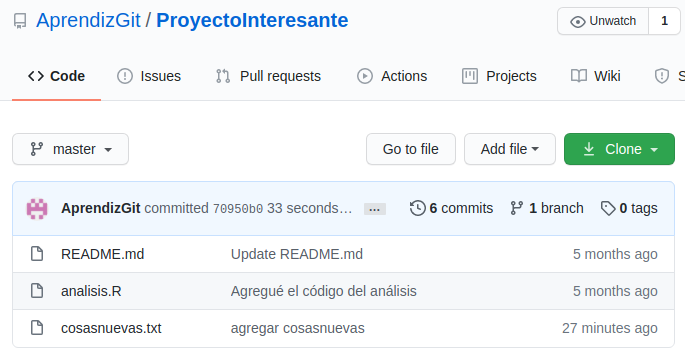 AprendizGit / ProyectoInteresante
Unwatch 1
Code Issues Pull requests Actions Projects Wiki S
master Go to file Add file Clone
AprendizGit committed 70950b0 33 seconds… ... 6 commits 1 branch 0 tags
README.md Update README.md 5 months ago
analisis.R Agregué el código del análisis 5 months ago
cosasnuevas.txt agregar cosasnuevas 27 minutes ago